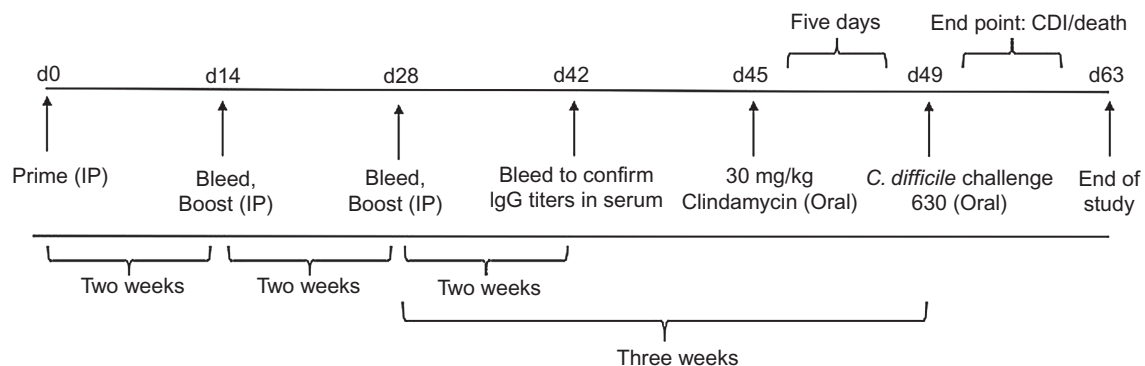 Five days
End point: CDI/death
d0
d14
d28
d42
d45
d49
d63
Prime (IP)
Bleed,
Boost (IP)
Bleed,
Boost (IP)
Bleed to confirm
IgG titers in serum
30 mg/kg
Clindamycin (Oral)
C. difficile challenge
630 (Oral)
End of
study
Two weeks
Two weeks
Two weeks
Three weeks